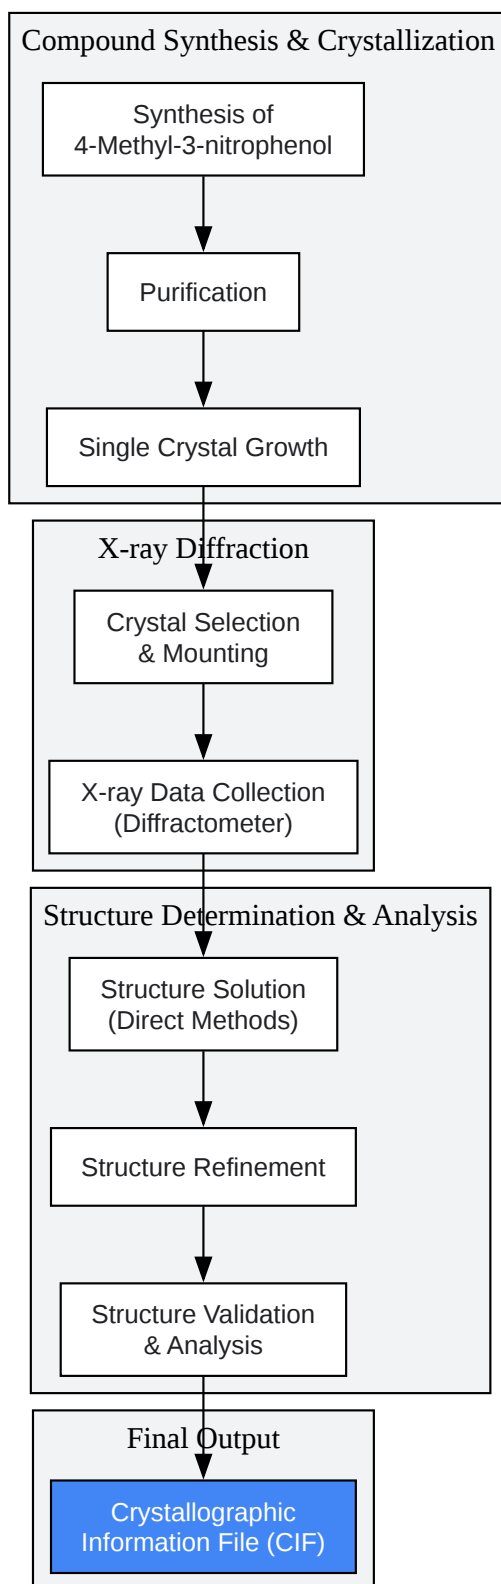 Compound Synthesis & Crystallization
Synthesis of
4-Methyl-3-nitrophenol
Purification
Single Crystal Growth
X-ray Diffraction
Crystal Selection
& Mounting
X-ray Data Collection
(Diffractometer)
Structure Determination & Analysis
Structure Solution
(Direct Methods)
Structure Refinement
Structure Validation
& Analysis
Final Output
Crystallographic
Information File (CIF)